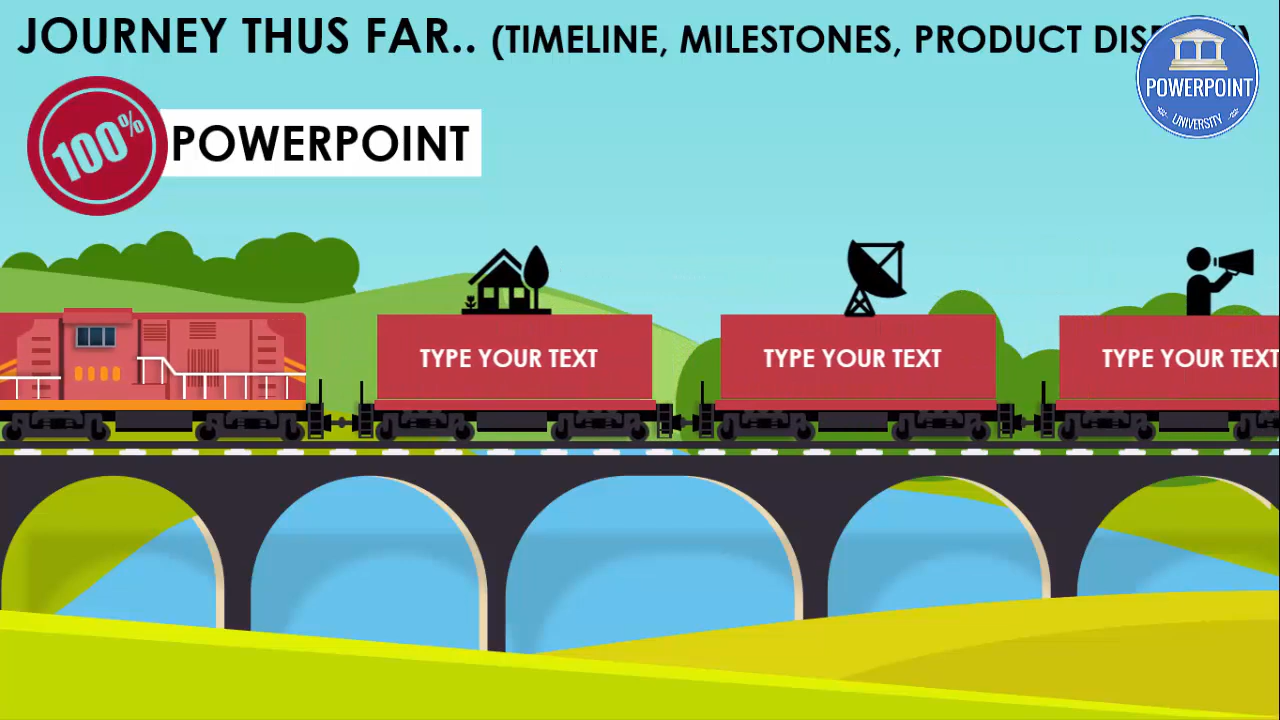 JOURNEY THUS FAR.. (TIMELINE, MILESTONES, PRODUCT
POWERPOINT
UNIVERSITY
100%
POWERPOINT
TYPE YOUR TEXT
TYPE YOUR TEXT
TYPE YOUR TEXT